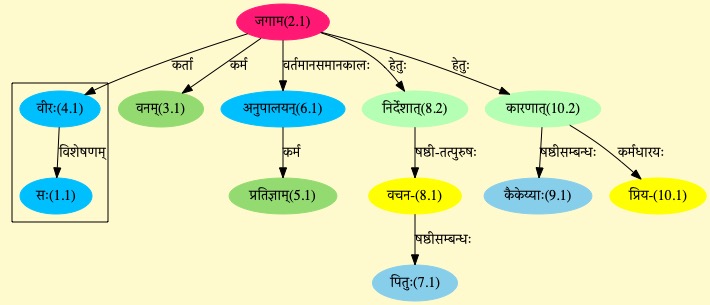 जगाम(2.1)
कर्ता
कर्म
वर्तमानसमानकालः
हेतुः
हेतुः
वीरः(4.1)
वनम्(3.1)
अनुपालयन्(6.1)
निर्देशात्(8.2)
कारणात्(10.2)
विशेषणम्
कर्म
षष्ठी-तत्पुरुषः
षष्ठीसम्बन्धः
कर्मधारयः
सः(1.1)
प्रतिज्ञाम्(5.1)
वचन-(8.1)
कैकेय्याः(9.1)
प्रिय-(10.1)
षष्ठीसम्बन्धः
पितुः(7.1)